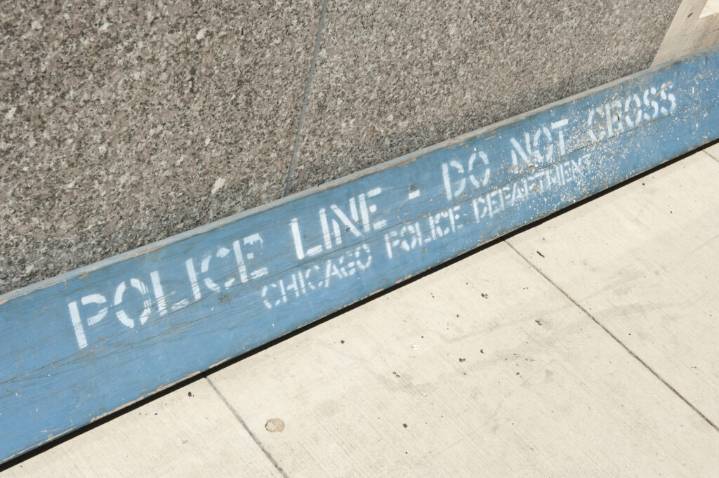 POLICE LINE - DO NOT CROSS
CHICAGO POLICE DEPARTMENT